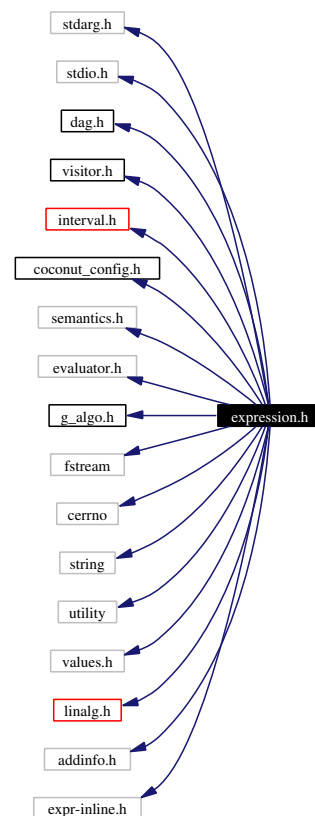 stdarg.h
stdio.h
dag.h
visitor.h
interval.h
coconut_config.h
semantics.h
evaluator.h
g_algo.h
expression.h
fstream
cerrno
string
utility
values.h
linalg.h
addinfo.h
expr-inline.h